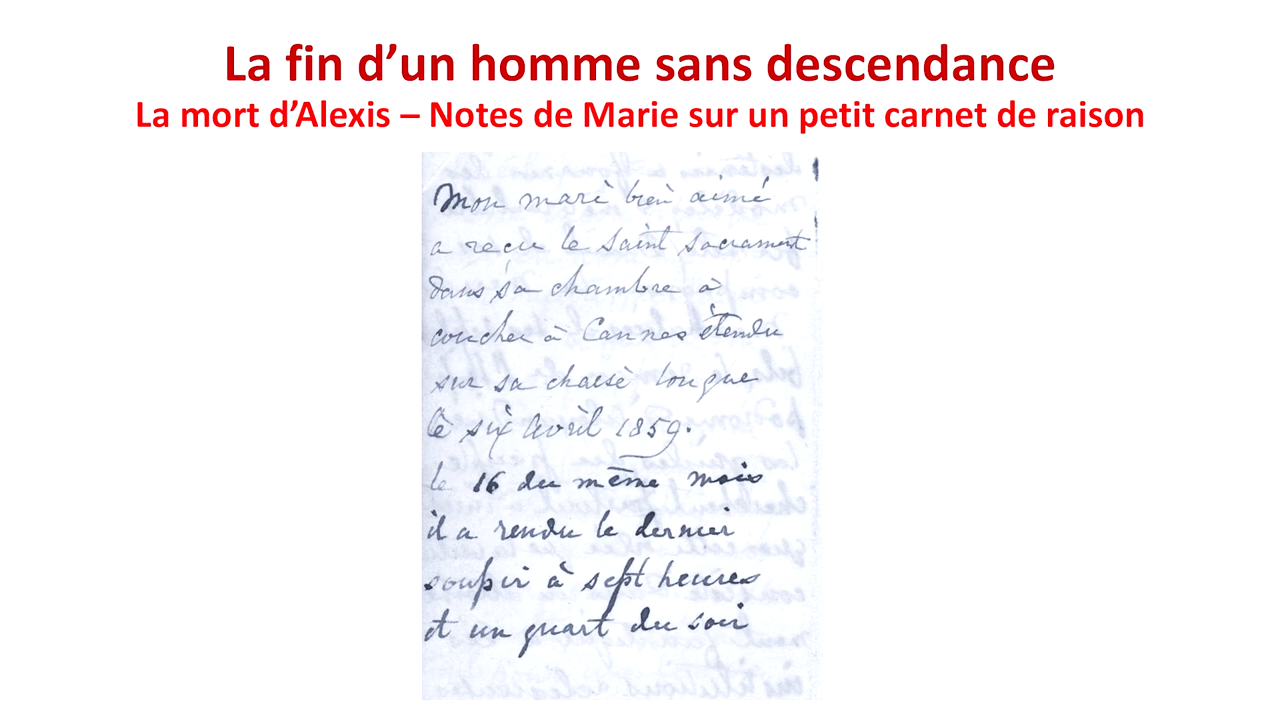 La fin d’un homme sans descendance
La mort d’Alexis – Notes de Marie sur un petit carnet de raison
Mon mari bien aimé
a reçu le saint sacrament
dans sa chambre à
coucher à Cannes étendu
sur sa chaise longue
le six avril 1859.
le 16 du même mois
il a rendu le dernier
soupir à sept heures
et un quart du soir